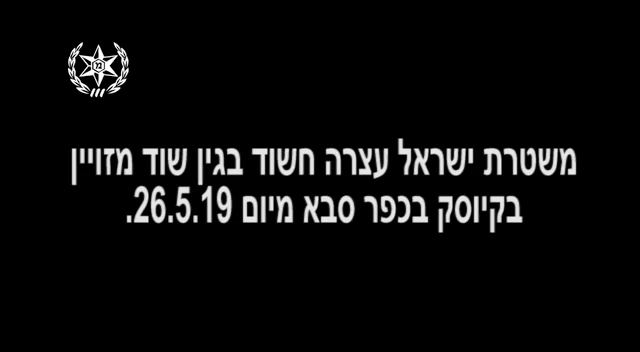 משטרת ישראל עצרה חשוד בגין שוד מזויין
בקיוסק בכפר סבא מיום 26.5.19.